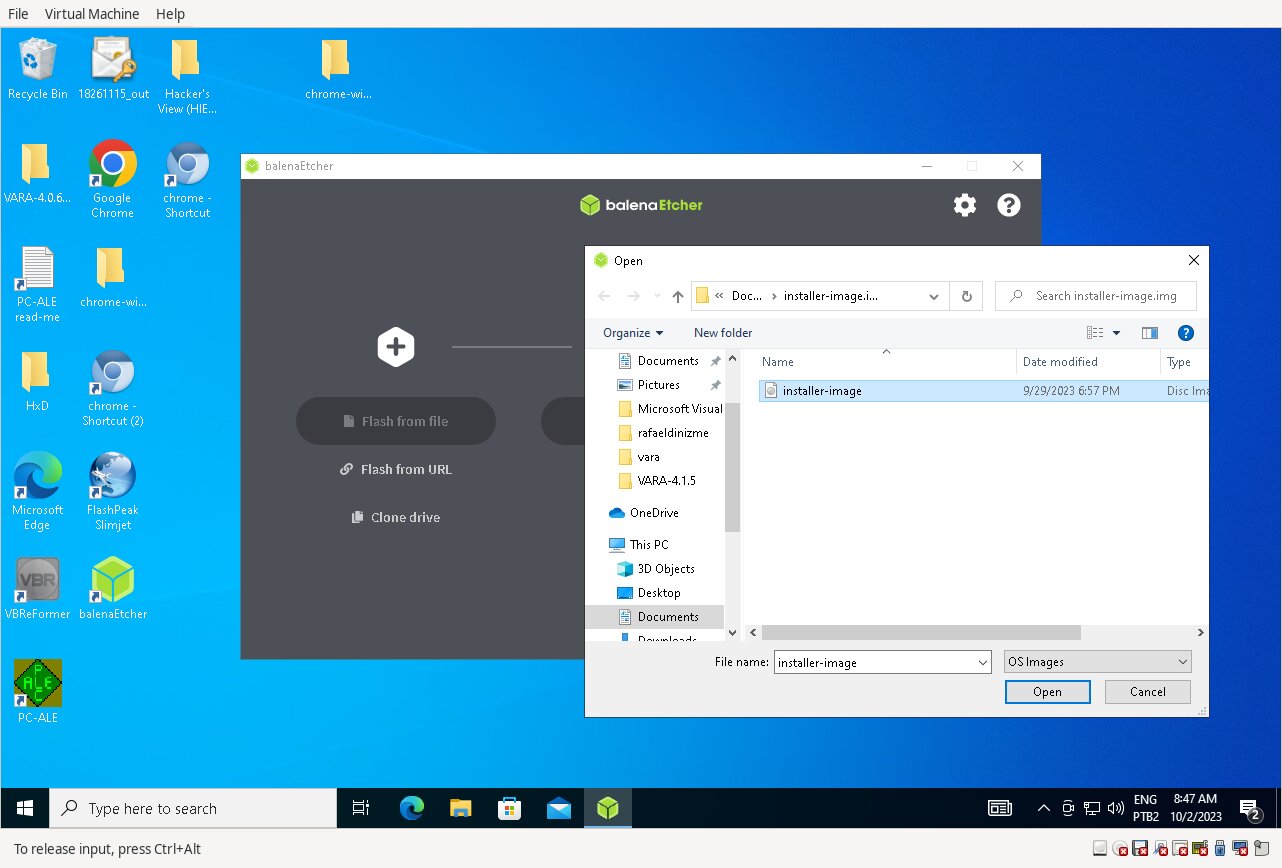 File Virtual Machine Help
Recycle Bin
18261115_out
Hacker's
View (HIE...
chrome-wi...
VARA-4.0.6...
Google
Chrome
chrome -
Shortcut
PC-ALE
read-me
chrome-wi...
HxD
chrome -
Shortcut (2)
Microsoft
Edge
FlashPeak
Slimjet
VBR
VBReFormer
balenaEtcher
ALE
PC-ALE
balenaEtcher
balenaEtcher
Flash from file
Flash from URL
Clone drive
Open
« Doc... › installer-image.i...
Search installer-image.img
Organize New folder
Documents
Pictures
Microsoft Visual
rafaeldinizme
vara
VARA-4.1.5
OneDrive
This PC
3D Objects
Desktop
Documents
Downloads
Name Date modified Type
installer-image 9/29/2023 6:57 PM Disc Ima
File name: installer-image OS Images
Open Cancel
Type here to search
ENG
PTB2
8:47 AM
10/2/2023
2
To release input, press Ctrl+Alt